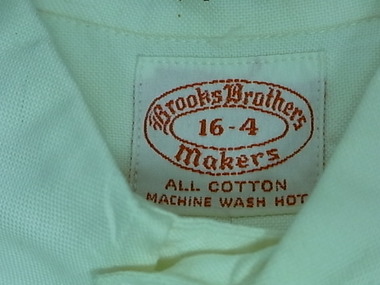 Brooks Brothers
16-4
Makers
ALL COTTON
MACHINE WASH HOT